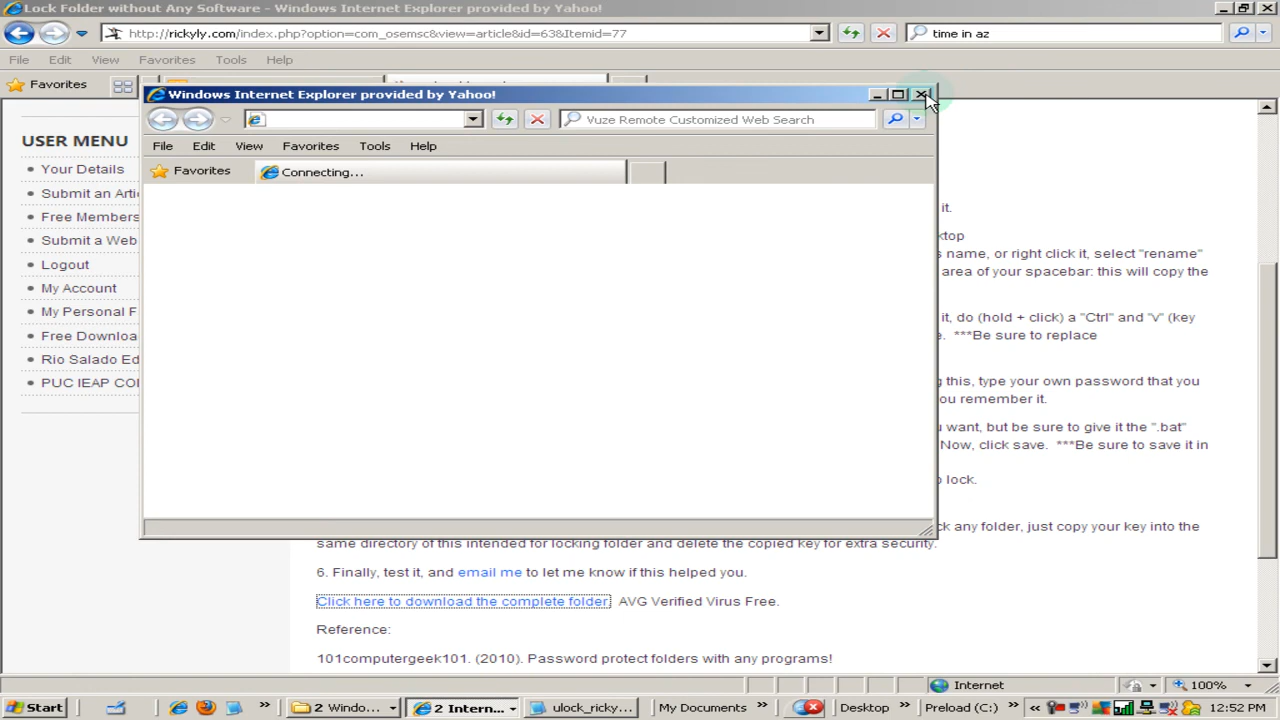 Lock Folder without Any Software - Windows Internet Explorer provided by Yahoo!
http://rickyly.com/index.php?option=com_osemsc&view=article&id=63&Itemid=77
time in az
File Edit View Favorites Tools Help
Favorites
Windows Internet Explorer provided by Yahoo!
Vuze Remote Customized Web Search
File Edit View Favorites Tools Help
Favorites
Connecting...
USER MENU
Your Details
Submit an Arti
Free Members
Submit a Web
Logout
My Account
My Personal F
Free Downloa
Rio Salado Ed
PUC IEAP CO
it.
ktop
s name, or right click it, select "rename"
area of your spacebar: this will copy the
it, do (hold + click) a "Ctrl" and "v" (key
e. ***Be sure to replace
g this, type your own password that you
ou remember it.
u want, but be sure to give it the ".bat"
Now, click save. ***Be sure to save it in
o lock.
ck any folder, just copy your key into the
same directory of this intended for locking folder and delete the copied key for extra security.
6. Finally, test it, and email me to let me know if this helped you.
Click here to download the complete folder AVG Verified Virus Free.
Reference:
101computergeek101. (2010). Password protect folders with any programs!
Internet
100%
Start
2 Windo...
2 Intern...
ulock_ricky...
My Documents
Desktop
Preload (C:)
12:52 PM